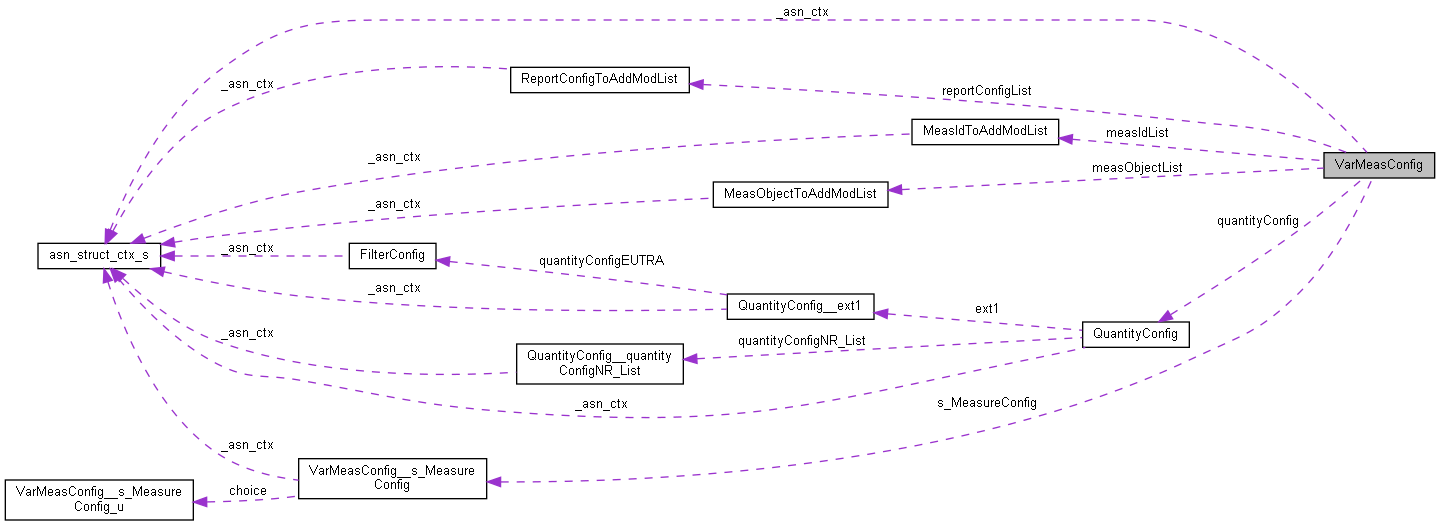 _asn_ctx
ReportConfigToAddModList
_asn_ctx
reportConfigList
MeasIdToAddModList
measIdList
_asn_ctx
VarMeasConfig
measObjectList
MeasObjectToAddModList
_asn_ctx
quantityConfig
asn_struct_ctx_s
_asn_ctx
FilterConfig
quantityConfigEUTRA
_asn_ctx
QuantityConfig__ext1
ext1
QuantityConfig
_asn_ctx
quantityConfigNR_List
QuantityConfig__quantity
ConfigNR_List
_asn_ctx
s_MeasureConfig
_asn_ctx
VarMeasConfig__s_Measure
Config
choice
VarMeasConfig__s_Measure
Config_u